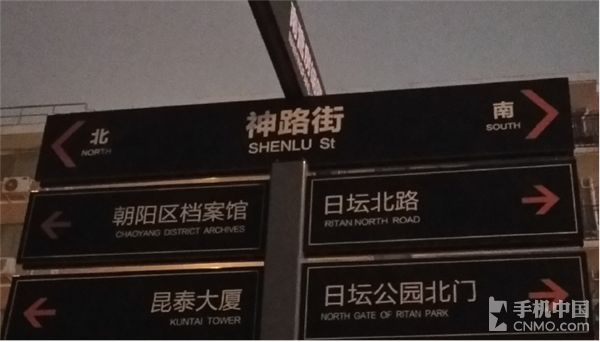 北
NORTH
神路街
SHENLU St
南
SOUTH
朝阳区档案馆
CHAOYANG DISTRICT ARCHIVES
日坛北路
RITAN NORTH ROAD
昆泰大厦
KUNTAI TOWER
日坛公园北门
NORTH GATE OF RITAN PARK
手机中国
CNMO.COM